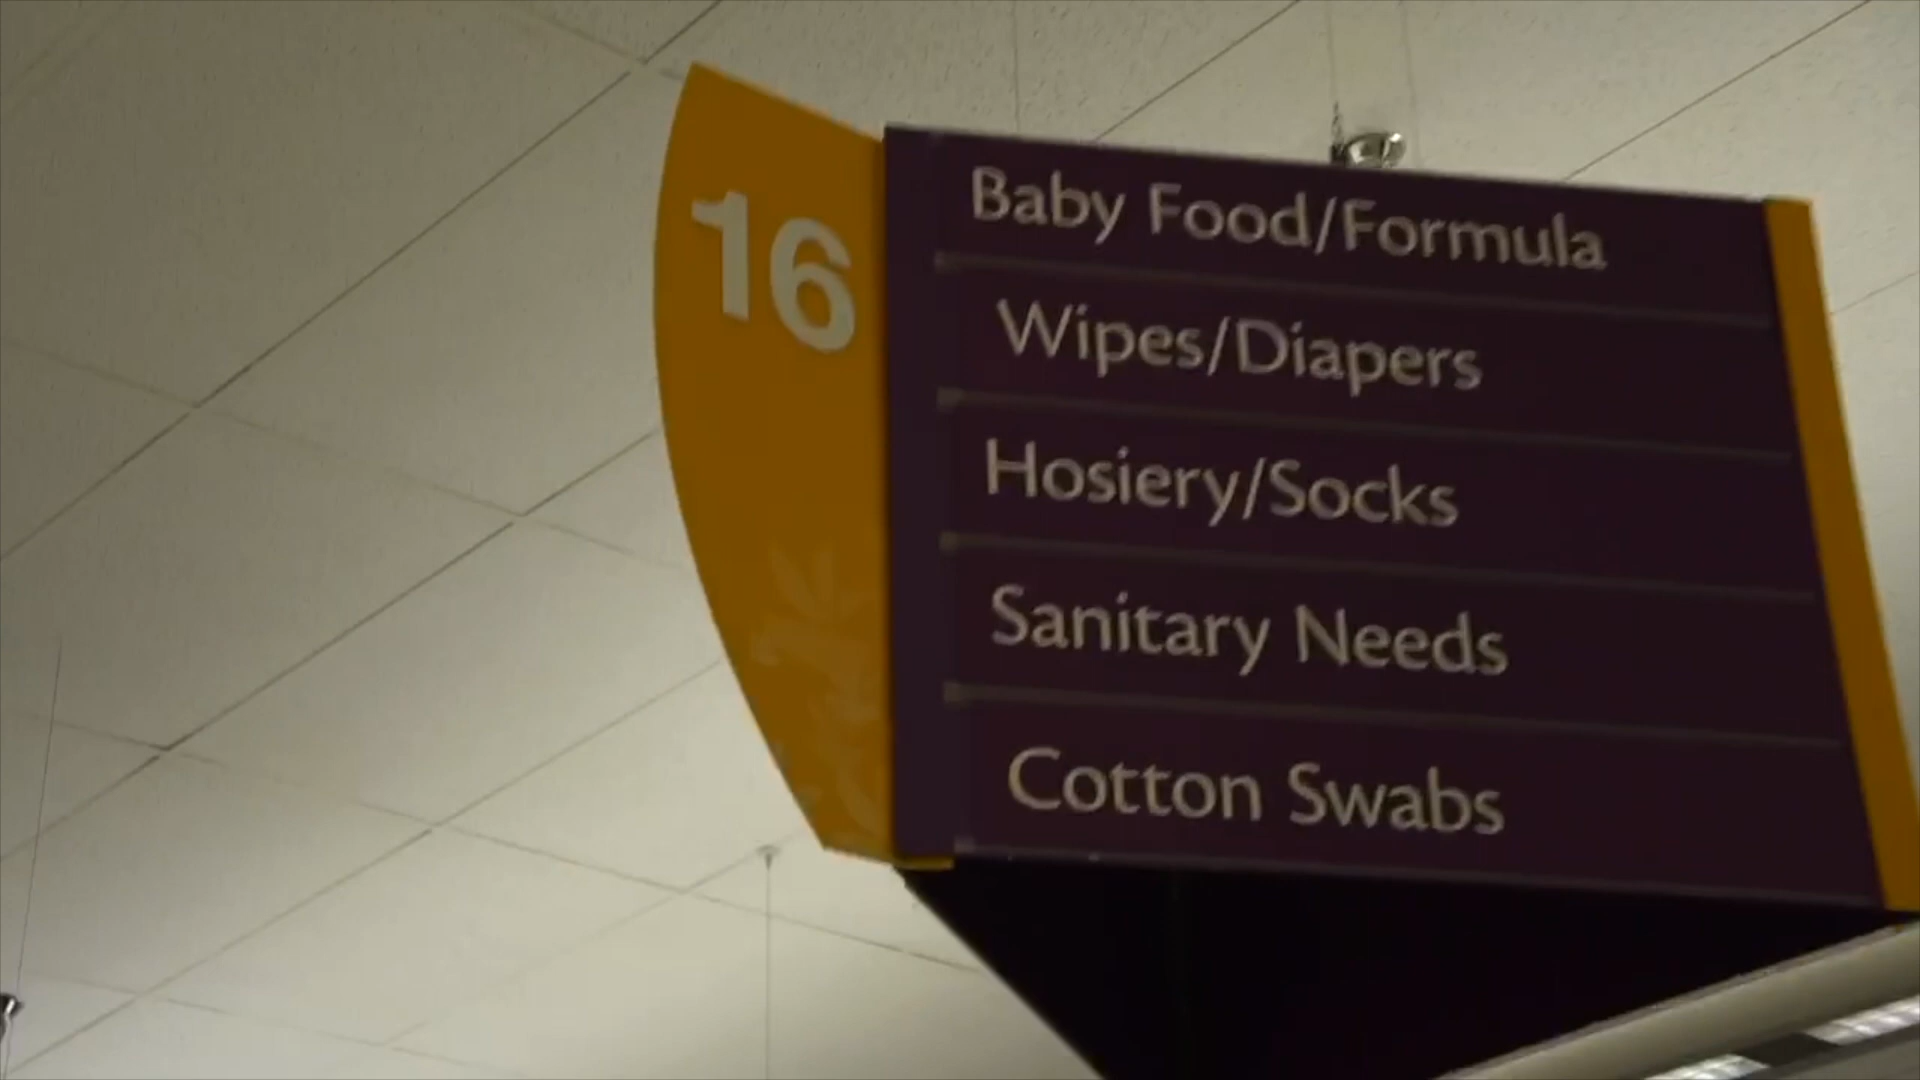 16
Baby Food/Formula
Wipes/Diapers
Hosiery/Socks
Sanitary Needs
Cotton Swabs